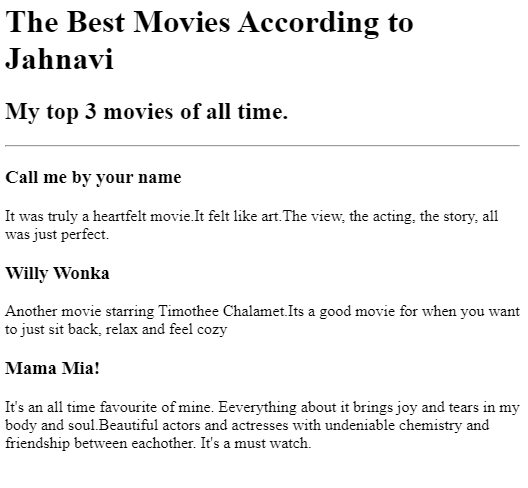 The Best Movies According to
Jahnavi
My top 3 movies of all time.
Call me by your name
It was truly a heartfelt movie.It felt like art.The view, the acting, the story, all
was just perfect.
Willy Wonka
Another movie starring Timothee Chalamet.Its a good movie for when you want
to just sit back, relax and feel cozy
Mama Mia!
It's an all time favourite of mine. Eeverything about it brings joy and tears in my
body and soul.Beautiful actors and actresses with undeniable chemistry and
friendship between eachother. It's a must watch.